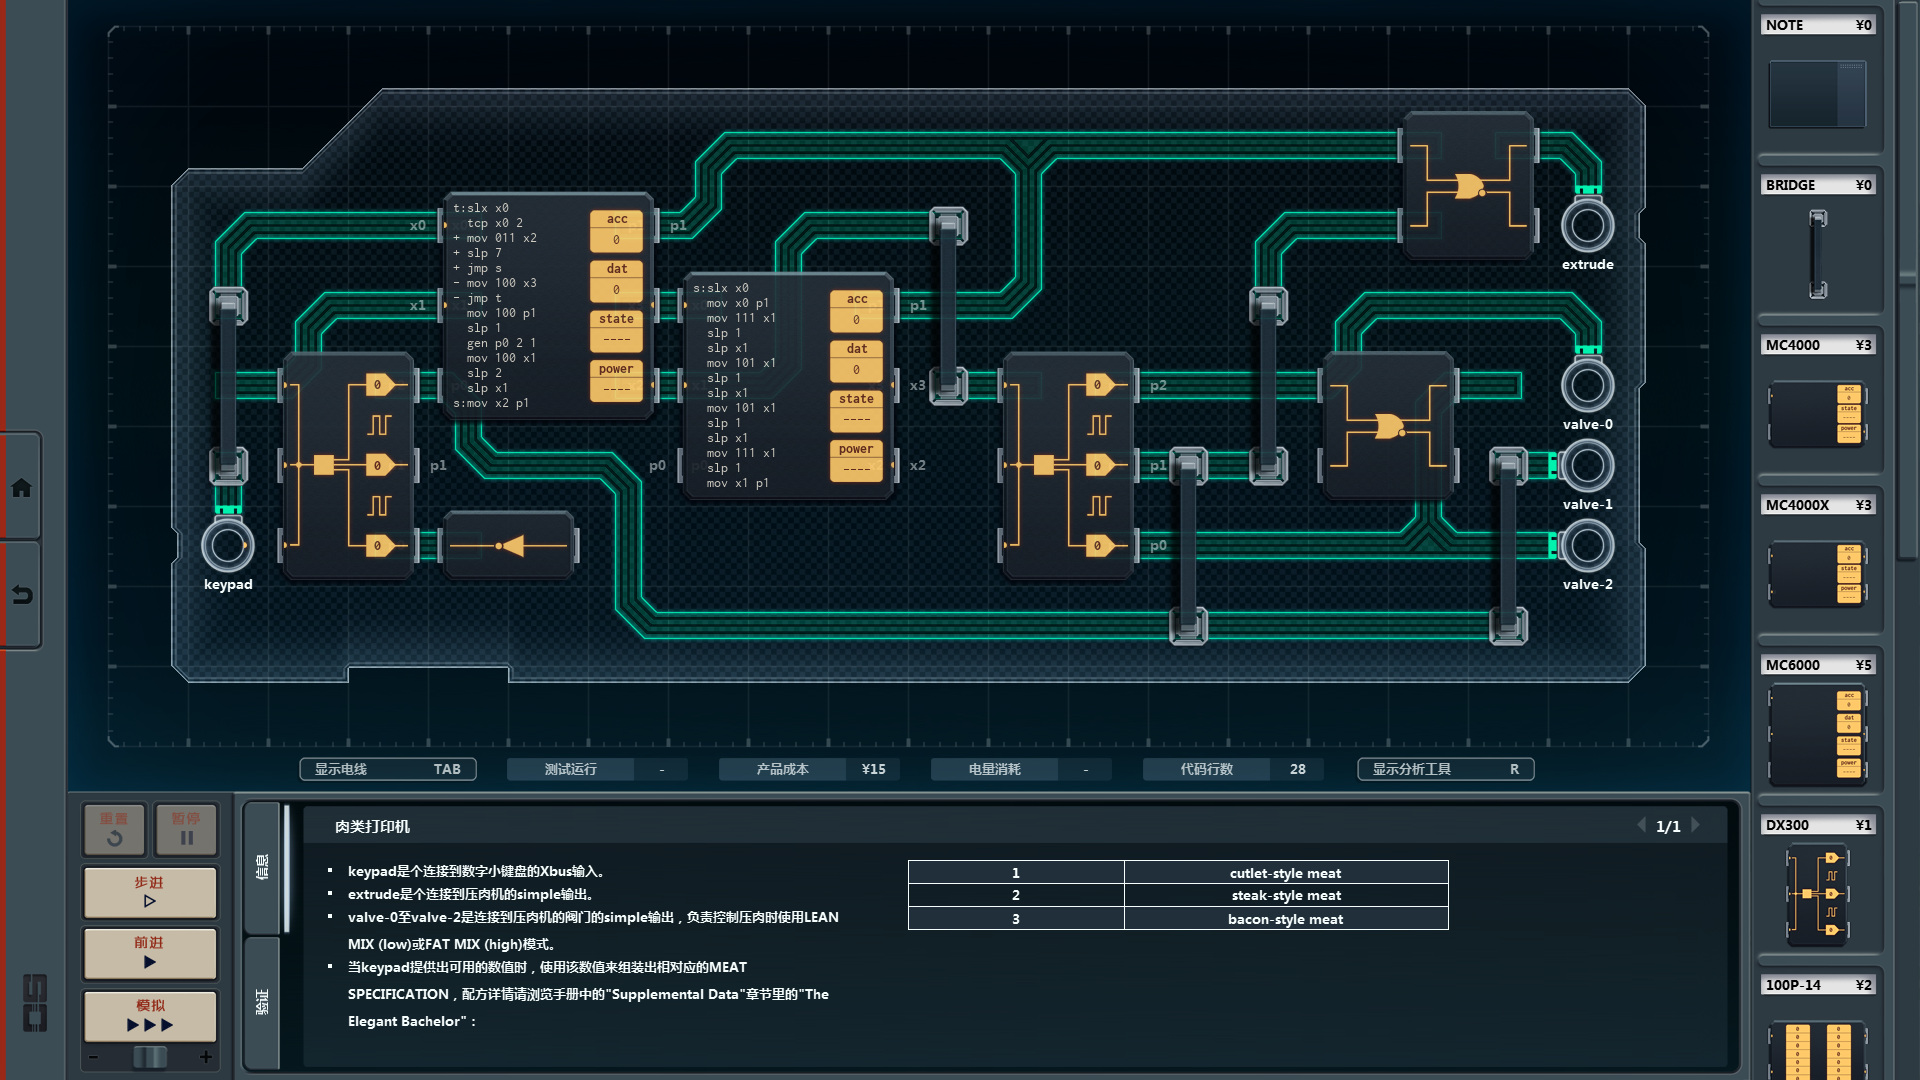 NOTE ¥0
BRIDGE ¥0
MC4000 ¥3
MC4000X ¥3
MC6000 ¥5
DX300 ¥1
100P-14 ¥2
x0
x1
t:slx x0
tcp x0 2
+ mov 011 x2
+ slp 7
+ jmp s
- mov 100 x3
- jmp t
mov 100 p1
slp 1
gen p0 2 1
mov 100 x1
slp 2
slp x1
s:mov x2 p1
acc
0
dat
0
state
----
power
----
p1
s:slx x0
mov x0 p1
mov 111 x1
slp 1
slp x1
mov 101 x1
slp 1
slp x1
mov 101 x1
slp 1
slp x1
mov 111 x1
slp 1
mov x1 p1
acc
0
dat
0
state
----
power
----
p1
x3
x2
p0
0
0
0
p1
0
0
0
p2
p1
p0
keypad
extrude
valve-0
valve-1
valve-2
显示电线 TAB
测试运行 -
产品成本 ¥15
电量消耗 -
代码行数 28
显示分析工具 R
重置
暂停
步进
前进
模拟
- +
信息
验证
肉类打印机
1/1
▪ keypad是个连接到数字小键盘的Xbus输入。
▪ extrude是个连接到压肉机的simple输出。
▪ valve-0至valve-2是连接到压肉机的阀门的simple输出，负责控制压肉时使用LEAN
MIX (low)或FAT MIX (high)模式。
▪ 当keypad提供出可用的数值时，使用该数值来组装出相对应的MEAT
SPECIFICATION，配方详情请浏览手册中的"Supplemental Data"章节里的"The
Elegant Bachelor"：
1 cutlet-style meat
2 steak-style meat
3 bacon-style meat